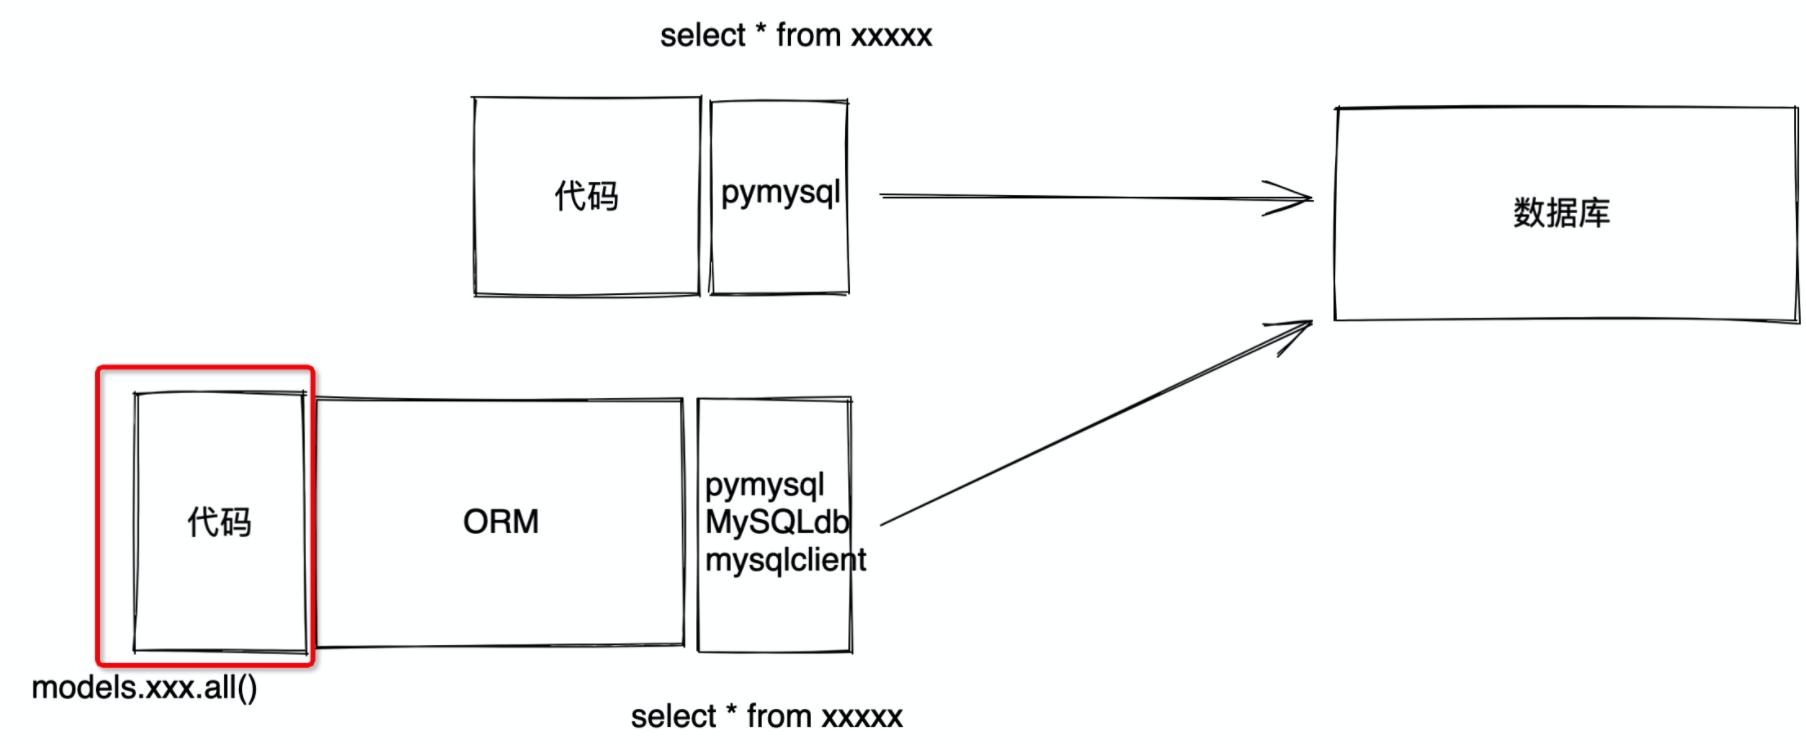 select * from xxxxx
代码
pymysql
数据库
代码
ORM
pymysql
MySQLdb
mysqlclient
models.xxx.all()
select * from xxxxx